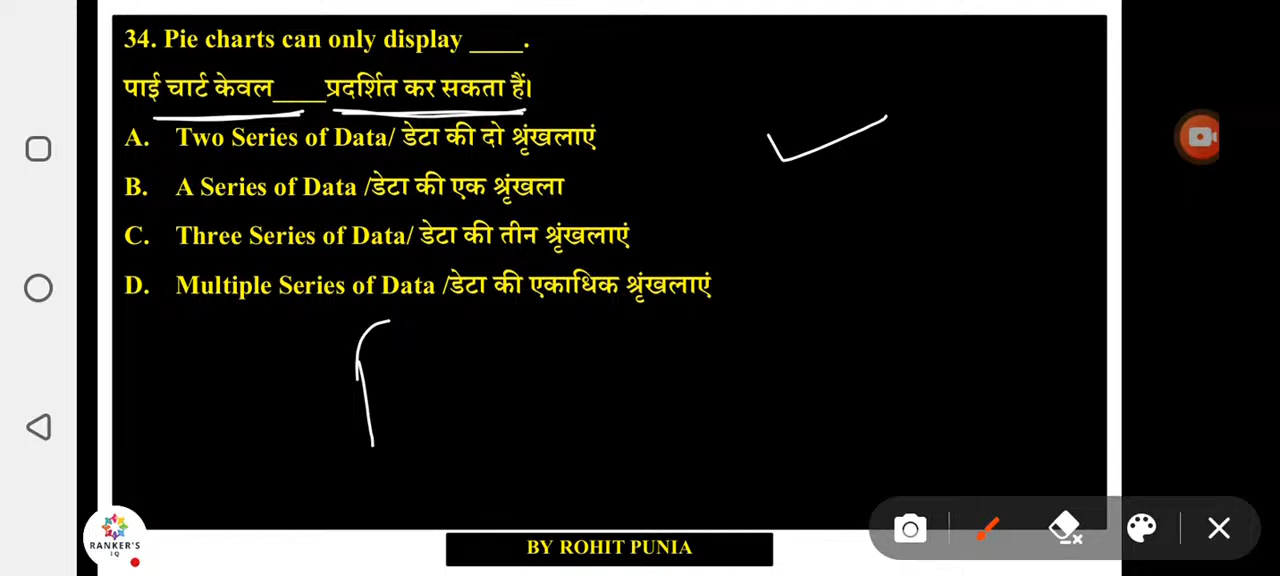 34. Pie charts can only display ____.
पाई चार्ट केवल____प्रदर्शित कर सकता हैं।
A. Two Series of Data/ डेटा की दो श्रृंखलाएं
B. A Series of Data /डेटा की एक श्रृंखला
C. Three Series of Data/ डेटा की तीन श्रृंखलाएं
D. Multiple Series of Data /डेटा की एकाधिक श्रृंखलाएं
RANKER'S
IQ
BY ROHIT PUNIA